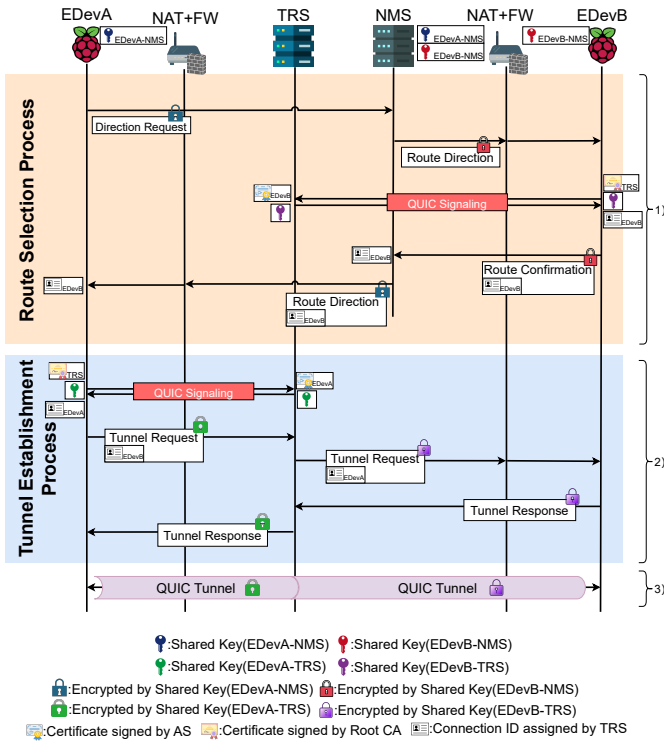 EDevA NAT+FW TRS NMS NAT+FW EDevB
EDevA-NMS
EDevA-NMS
EDevB-NMS
EDevB-NMS
Route Selection Process
Direction Request
Route Direction
EDevB
TRS
QUIC Signaling
EDevB
1)
EDevB
Route Confirmation
EDevB
EDevB
Route Direction
EDevB
Tunnel Establishment
Process
TRS
EDevA
QUIC Signaling
EDevA
Tunnel Request
EDevB
Tunnel Request
EDevA
2)
Tunnel Response
Tunnel Response
QUIC Tunnel
QUIC Tunnel
3)
:Shared Key(EDevA-NMS) :Shared Key(EDevB-NMS)
:Shared Key(EDevA-TRS) :Shared Key(EDevB-TRS)
:Encrypted by Shared Key(EDevA-NMS) :Encrypted by Shared Key(EDevB-NMS)
:Encrypted by Shared Key(EDevA-TRS) :Encrypted by Shared Key(EDevB-TRS)
:Certificate signed by AS :Certificate signed by Root CA :Connection ID assigned by TRS